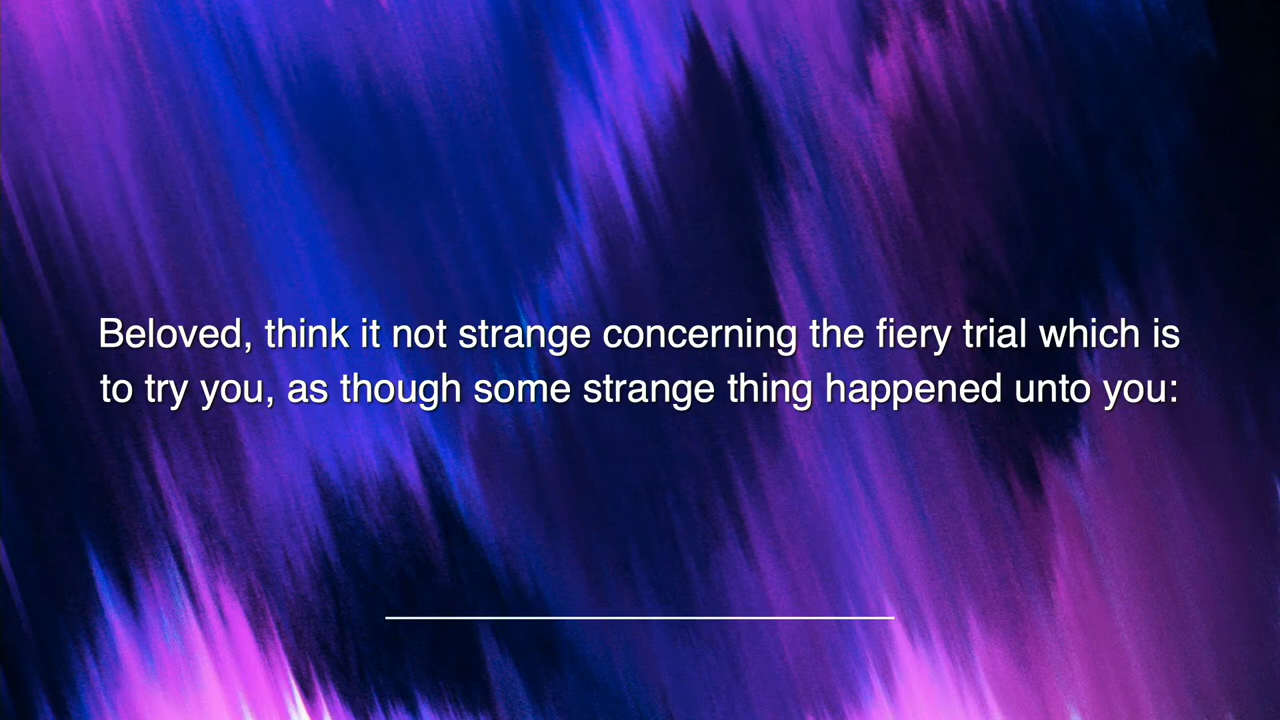 Beloved, think it not strange concerning the fiery trial which is
to try you, as though some strange thing happened unto you: